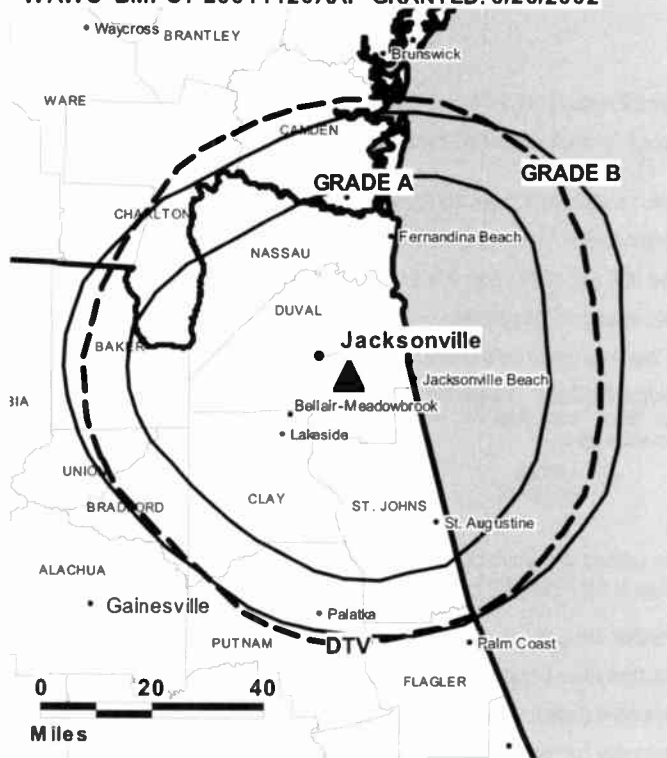 Waycross BRANTLEY
Brunswick
WARE
CAMDEN
GRADE A
GRADE B
CHARLTON
Fernandina Beach
NASSAU
DUVAL
Jacksonville
BAKER
Jacksonville Beach
Bellair-Meadowbrook
Lakeside
UNION
CLAY
ST. JOHNS
BRADFORD
St. Augustine
ALACHUA
Gainesville
Palatka
PUTNAM
DTV
Palm Coast
FLAGLER
0 20 40
Miles